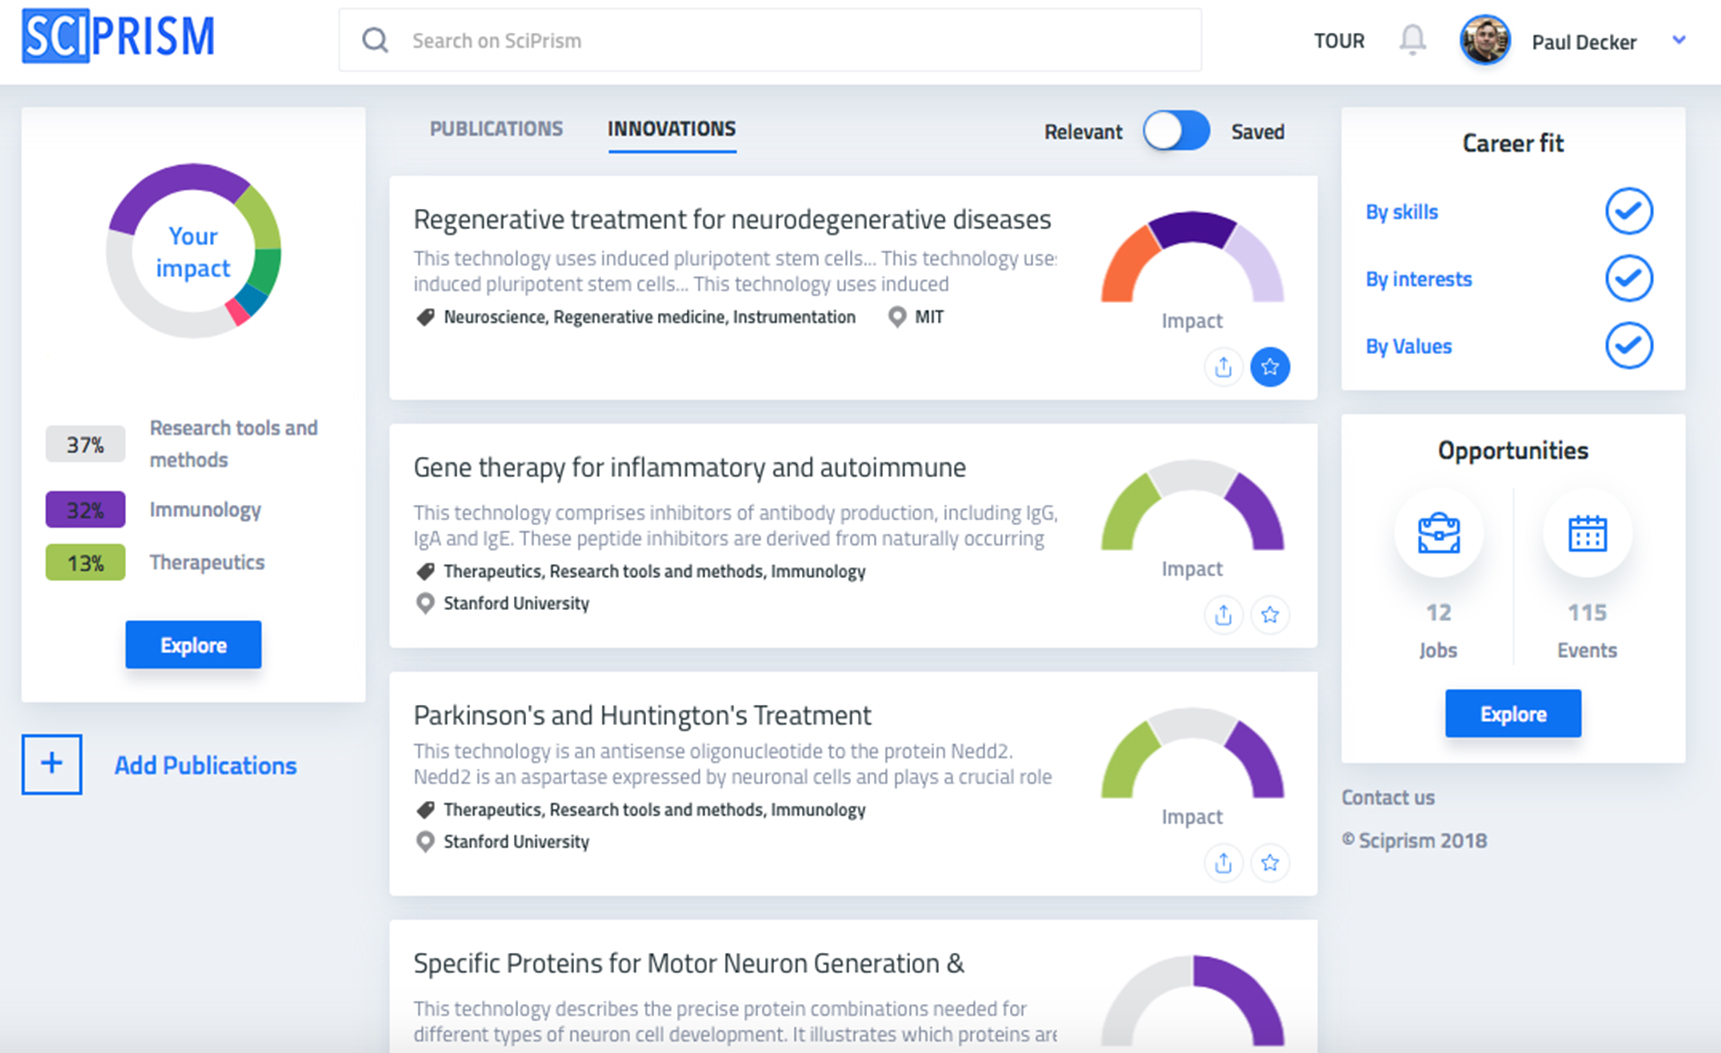 SCIPRISM
Search on SciPrism
TOUR
Paul Decker
Your
impact
37%
Research tools and
methods
32%
Immunology
13%
Therapeutics
Explore
+
Add Publications
PUBLICATIONS
INNOVATIONS
Relevant
Saved
Regenerative treatment for neurodegenerative diseases
This technology uses induced pluripotent stem cells... This technology uses
induced pluripotent stem cells... This technology uses induced
Neuroscience, Regenerative medicine, Instrumentation
MIT
Impact
Gene therapy for inflammatory and autoimmune
This technology comprises inhibitors of antibody production, including IgG,
IgA and IgE. These peptide inhibitors are derived from naturally occurring
Therapeutics, Research tools and methods, Immunology
Stanford University
Impact
Parkinson's and Huntington's Treatment
This technology is an antisense oligonucleotide to the protein Nedd2.
Nedd2 is an aspartase expressed by neuronal cells and plays a crucial role
Therapeutics, Research tools and methods, Immunology
Stanford University
Impact
Specific Proteins for Motor Neuron Generation &
This technology describes the precise protein combinations needed for
different types of neuron cell development. It illustrates which proteins are
Career fit
By skills
By interests
By Values
Opportunities
12
Jobs
115
Events
Explore
Contact us
© Sciprism 2018